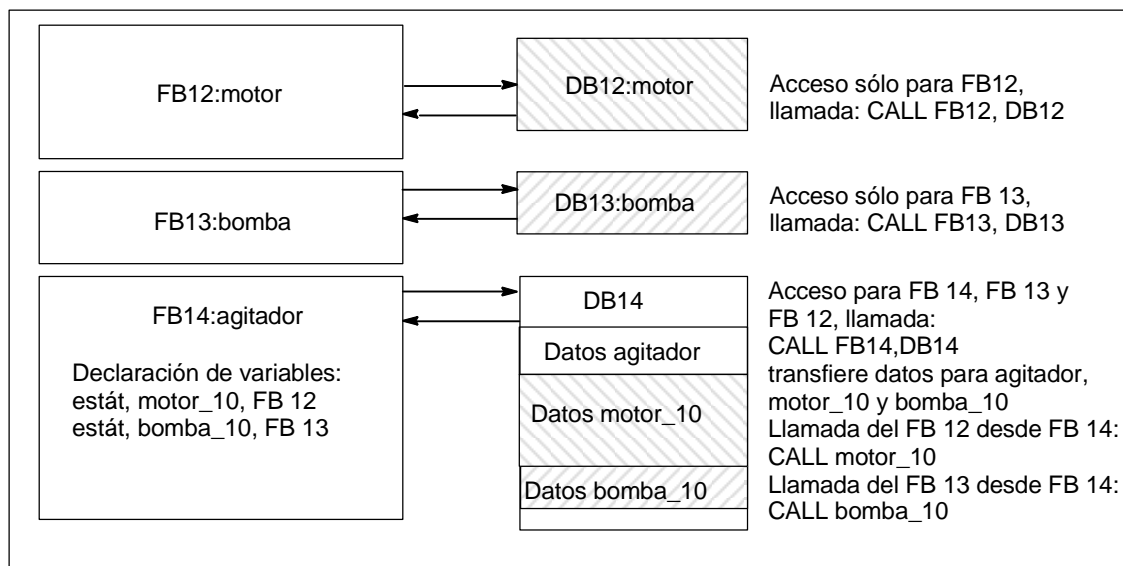 FB12:motor
DB12:motor
Acceso sólo para FB12,
llamada: CALL FB12, DB12
FB13:bomba
DB13:bomba
Acceso sólo para FB 13,
llamada: CALL FB13, DB13
FB14:agitador
Declaración de variables:
estát, motor_10, FB 12
estát, bomba_10, FB 13
DB14
Datos agitador
Datos motor_10
Datos bomba_10
Acceso para FB 14, FB 13 y
FB 12, llamada:
CALL FB14,DB14
transfiere datos para agitador,
motor_10 y bomba_10
Llamada del FB 12 desde FB 14:
CALL motor_10
Llamada del FB 13 desde FB 14:
CALL bomba_10